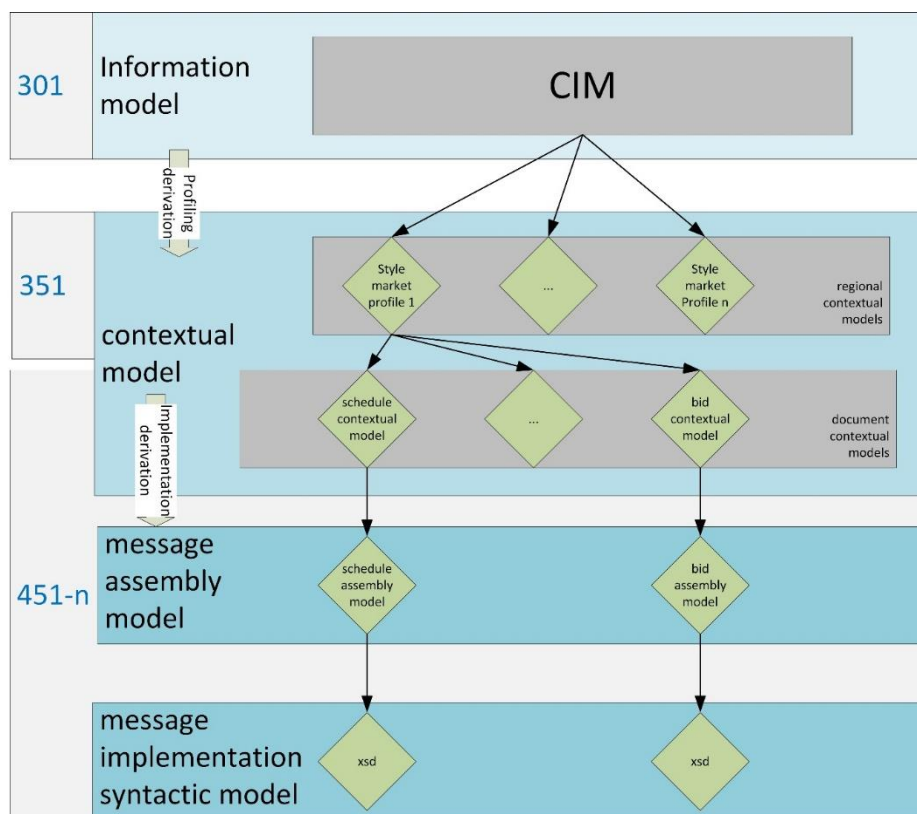 301
Information
model
CIM
Profiling
derivation
351
contextual
model
Style
market
profile 1
...
Style
market
Profile n
regional
contextual
models
schedule
contextual
model
...
bid
contextual
model
document
contextual
models
Implementation
derivation
451-n
message
assembly
model
schedule
assembly
model
bid
assembly
model
message
implementation
syntactic model
xsd
xsd